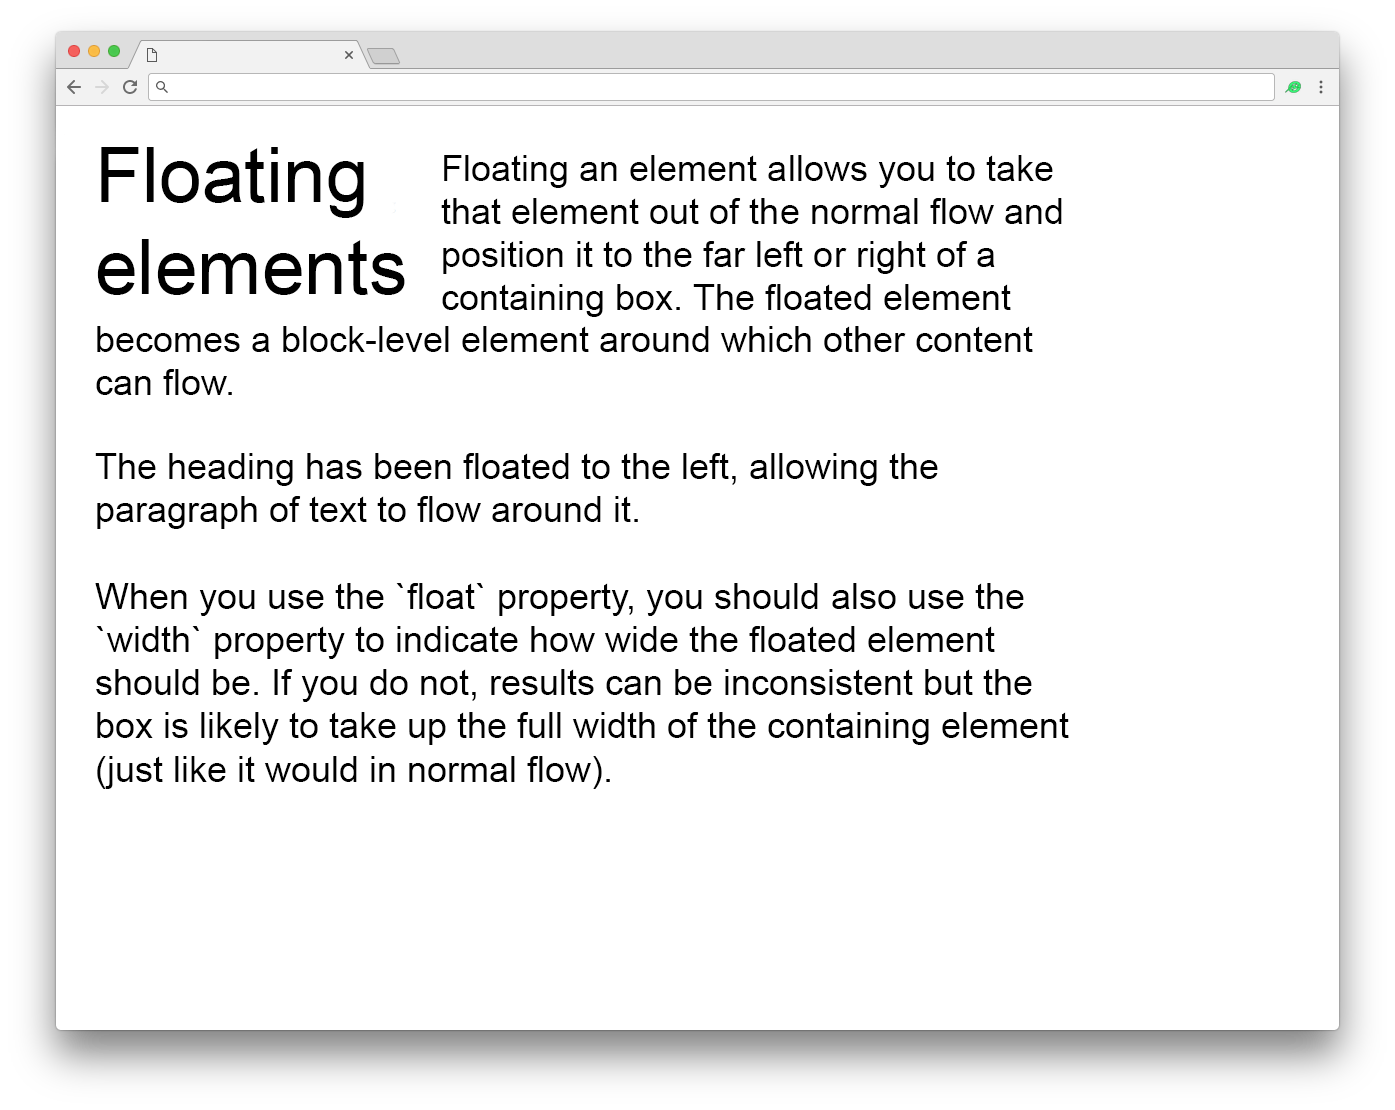 Floating
elements
Floating an element allows you to take
that element out of the normal flow and
position it to the far left or right of a
containing box. The floated element
becomes a block-level element around which other content
can flow.
The heading has been floated to the left, allowing the
paragraph of text to flow around it.
When you use the `float` property, you should also use the
`width` property to indicate how wide the floated element
should be. If you do not, results can be inconsistent but the
box is likely to take up the full width of the containing element
(just like it would in normal flow).